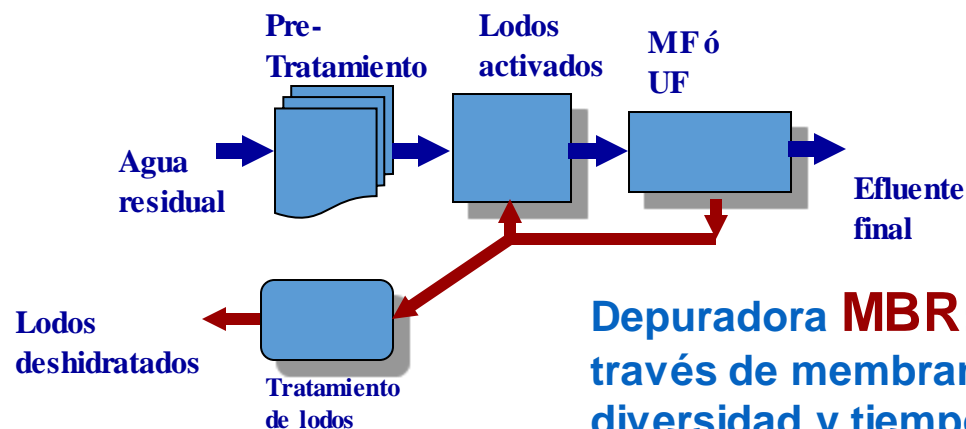 Pre-
Tratamiento
Lodos
activados
MF ó
UF
Agua
residual
Efluente
final
Lodos
deshidratados
Tratamiento
de lodos
Depuradora MBR
través de
diversidad y